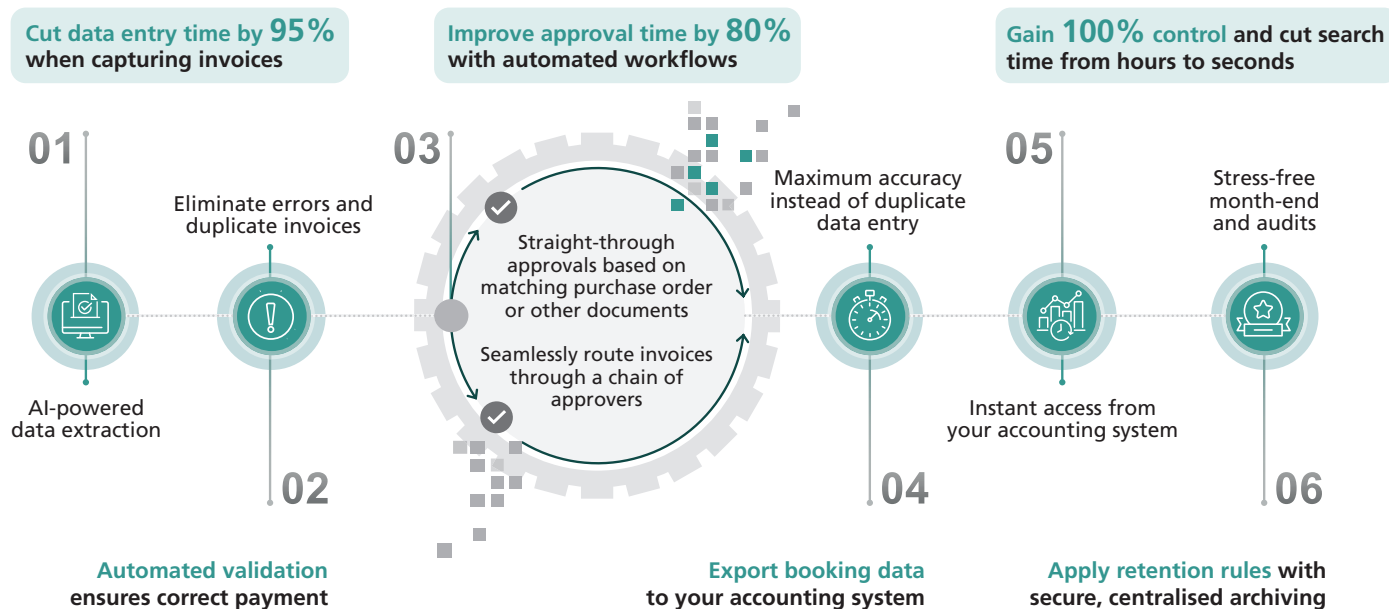 Cut data entry time by 95%
when capturing invoices
Improve approval time by 80%
with automated workflows
Gain 100% control and cut search
time from hours to seconds
01
AI-powered
data extraction
Eliminate errors and
duplicate invoices
02
03
Straight-through
approvals based on
matching purchase order
or other documents
Seamlessly route invoices
through a chain of
approvers
Maximum accuracy
instead of duplicate
data entry
04
05
Instant access from
your accounting system
Stress-free
month-end
and audits
06
Automated validation
ensures correct payment
Export booking data
to your accounting system
Apply retention rules with
secure, centralised archiving